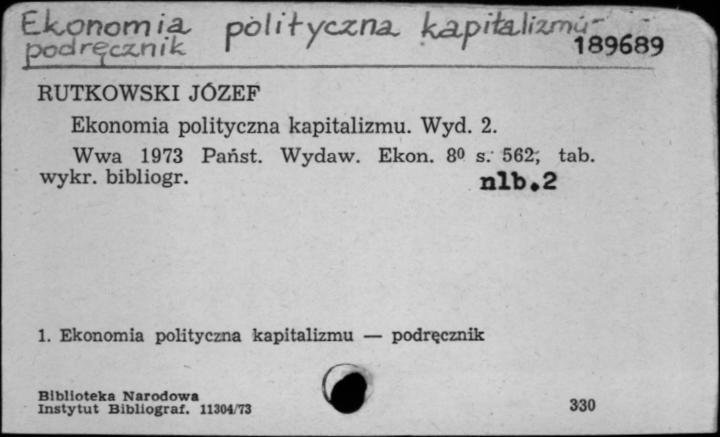 Ekonomia polityczna kapitalizmu-
podręcznik
189689
RUTKOWSKI JÓZEF
Ekonomia polityczna kapitalizmu. Wyd. 2.
Wwa 1973 Państ. Wydaw. Ekon. 8⁰ s. 562, tab.
wykr. bibliogr.
nlb.2
1. Ekonomia polityczna kapitalizmu — podręcznik
Biblioteka Narodowa
Instytut Bibliograf. 11304/73
330